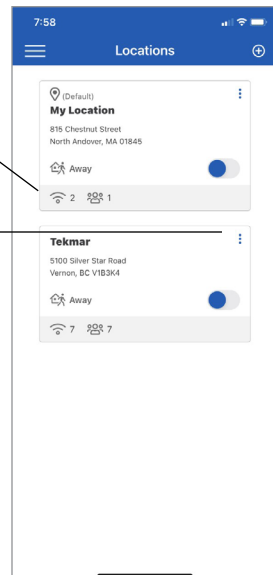 7:58
Locations
(Default)
My Location
815 Chestnut Street
North Andover, MA 01845
Away
2 1
Tekmar
5100 Silver Star Road
Vernon, BC V1B3K4
Away
7 7